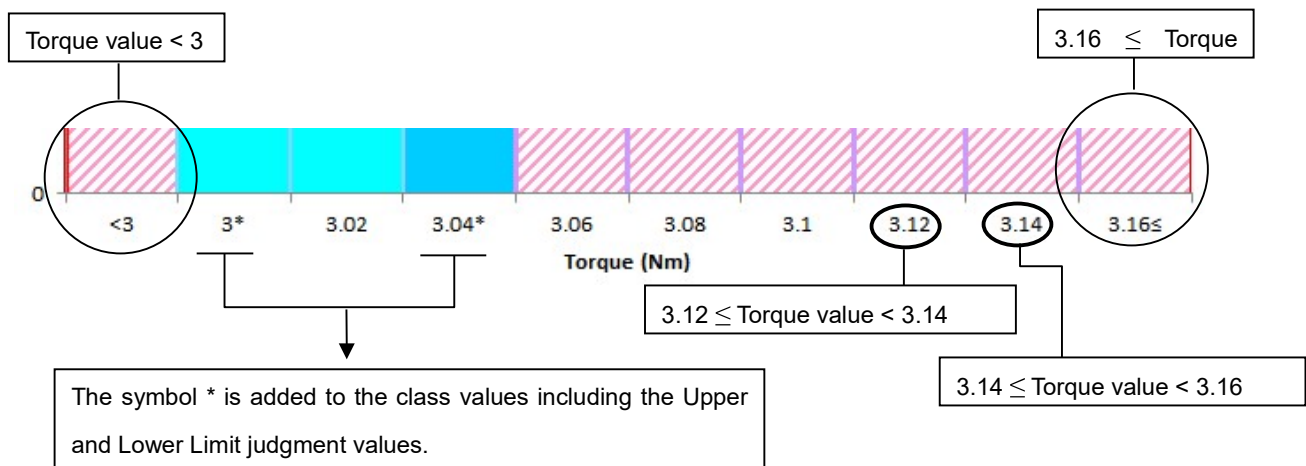 Torque value < 3
3.16 ≤ Torque
0
<3 3* 3.02 3.04* 3.06 3.08 3.1 3.12 3.14 3.16≤
Torque (Nm)
3.12 ≤ Torque value < 3.14
3.14 ≤ Torque value < 3.16
The symbol * is added to the class values including the Upper
and Lower Limit judgment values.